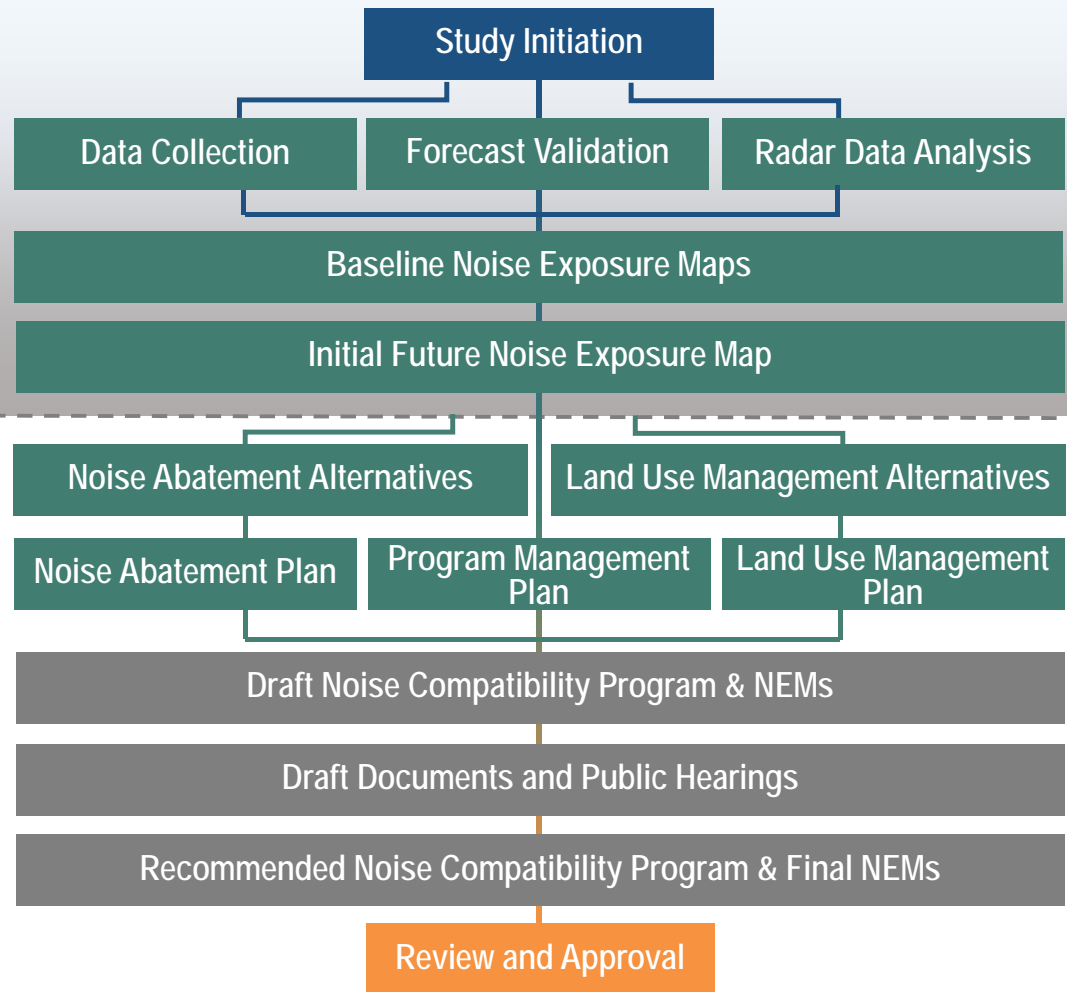 Study Initiation
Data Collection
Forecast Validation
Radar Data Analysis
Baseline Noise Exposure Maps
Initial Future Noise Exposure Map
Noise Abatement Alternatives
Land Use Management Alternatives
Noise Abatement Plan
Program Management
Plan
Land Use Management
Plan
Draft Noise Compatibility Program & NEMs
Draft Documents and Public Hearings
Recommended Noise Compatibility Program & Final NEMs
Review and Approval